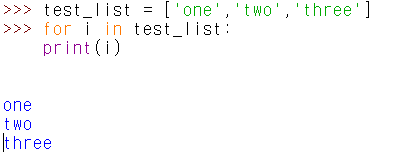 >>> test_list = ['one','two','three']
>>> for i in test_list:
    print(i)
one
two
three